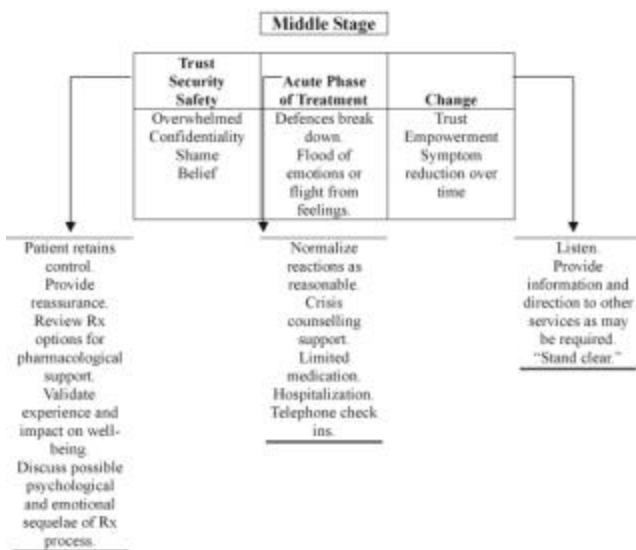 Middle Stage
Trust
Security
Safety
Acute Phase
of Treatment
Change
Overwhelmed
Confidentiality
Shame
Belief
Defences break
down.
Flood of
emotions or
flight from
feelings.
Trust
Empowerment
Symptom
reduction over
time
Patient retains
control.
Provide
reassurance.
Review Rx
options for
pharmacological
support.
Validate
experience and
impact on well-
being.
Discuss possible
psychological
and emotional
sequelae of Rx
process.
Normalize
reactions as
reasonable.
Crisis
counselling
support.
Limited
medication.
Hospitalization.
Telephone check
ins.
Listen.
Provide
information and
direction to other
services as may
be required.
“Stand clear.”